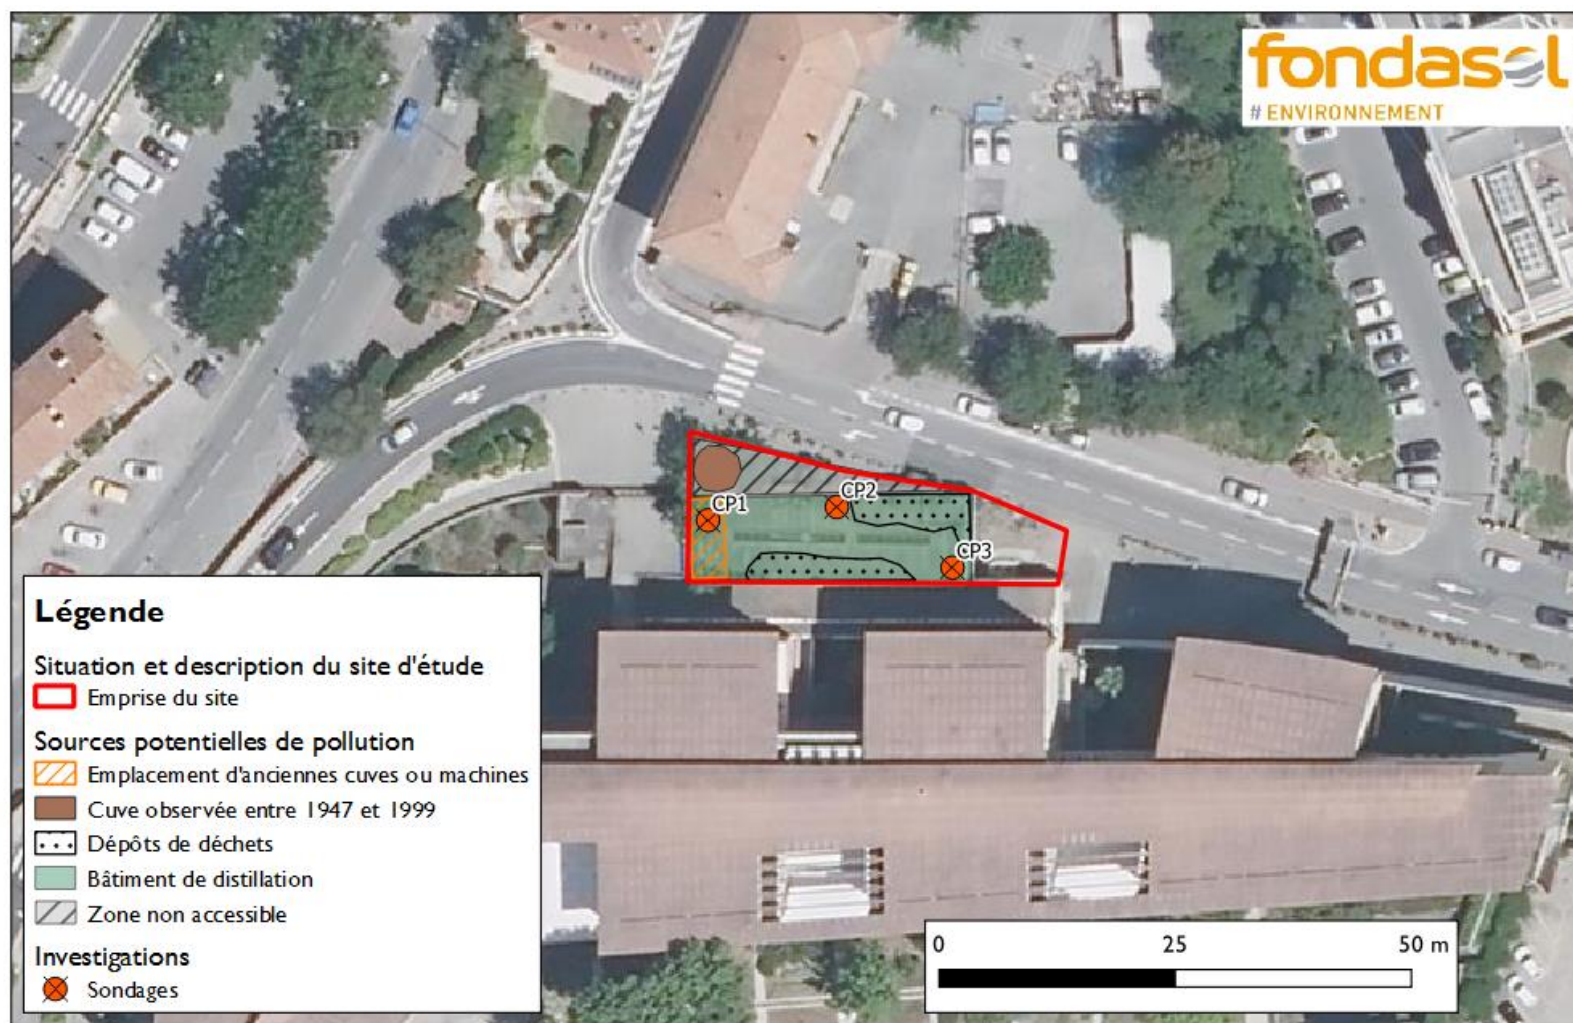 fondasol
# ENVIRONNEMENT
CP1
CP2
CP3
Légende
Situation et description du site d'étude
Emprise du site
Sources potentielles de pollution
Emplacement d'anciennes cuves ou machines
Cuve observée entre 1947 et 1999
Dépôts de déchets
Bâtiment de distillation
Zone non accessible
Investigations
Sondages
0 25 50 m